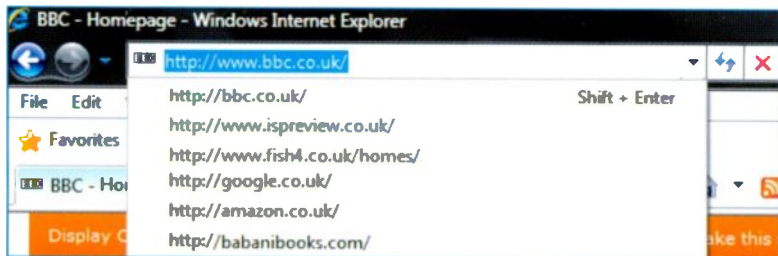 BBC - Homepage - Windows Internet Explorer
http://www.bbc.co.uk/
File Edit
http://bbc.co.uk/ Shift + Enter
http://www.ispreview.co.uk/
Favorites
http://www.fish4.co.uk/homes/
BBC - Ho
http://google.co.uk/
http://amazon.co.uk/
Display
http://babanibooks.com/
ake this